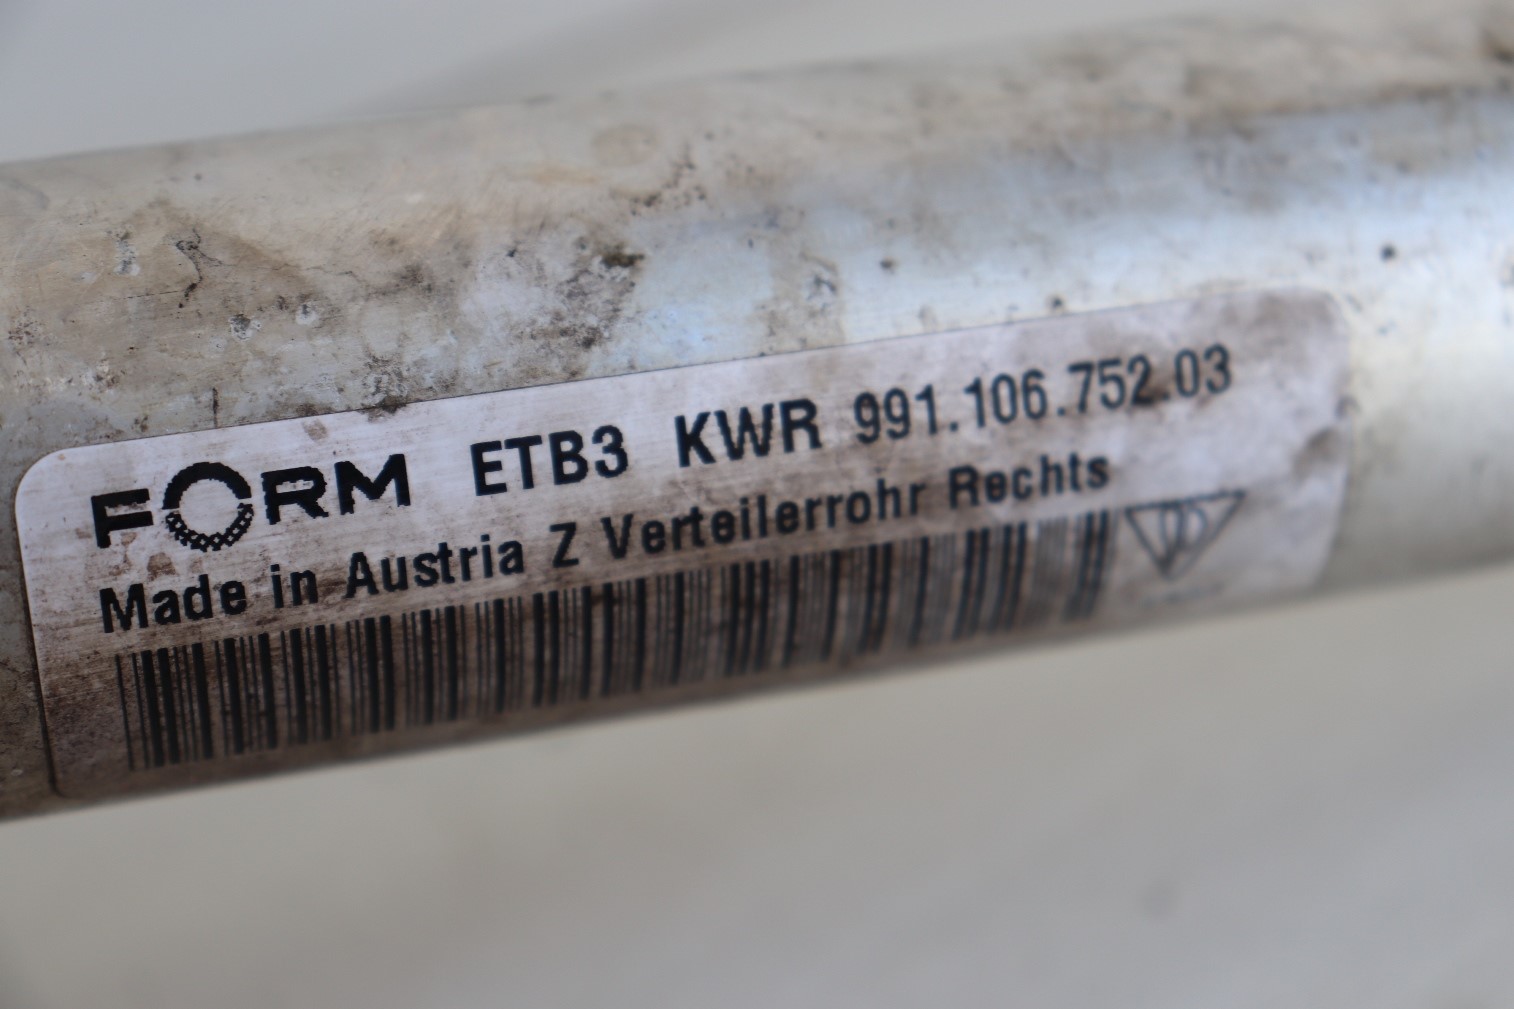 FORM ETB3 KWR 991.106.752.03
Made in Austria Z Verteilerrohr Rechts